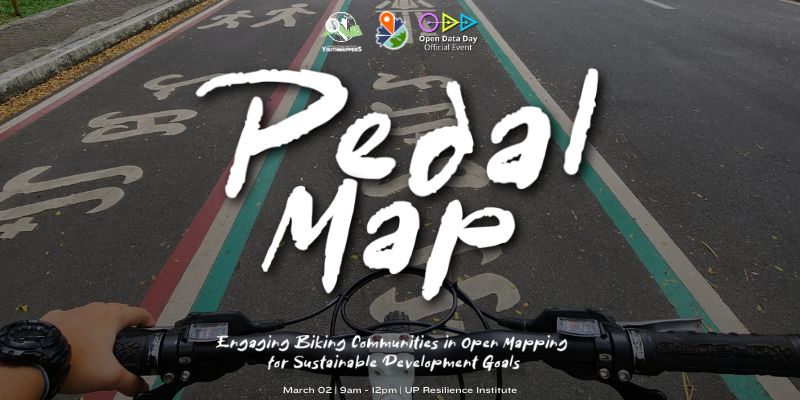 YOUTHMAPPERS
Open Data Day
Official Event
Pedal
Map
Engaging Biking Communities in Open Mapping
for Sustainable Development Goals
March 02 | 9am - 12pm | UP Resilience Institute